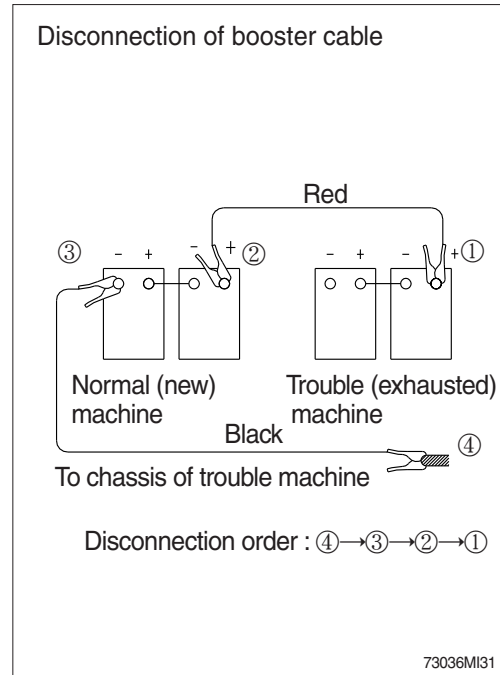 Disconnection of booster cable
Red
③ - + - + ② - + - + ①
Normal (new)
machine
Trouble (exhausted)
machine
Black
④
To chassis of trouble machine
Disconnection order : ④→③→②→①
73036MI31